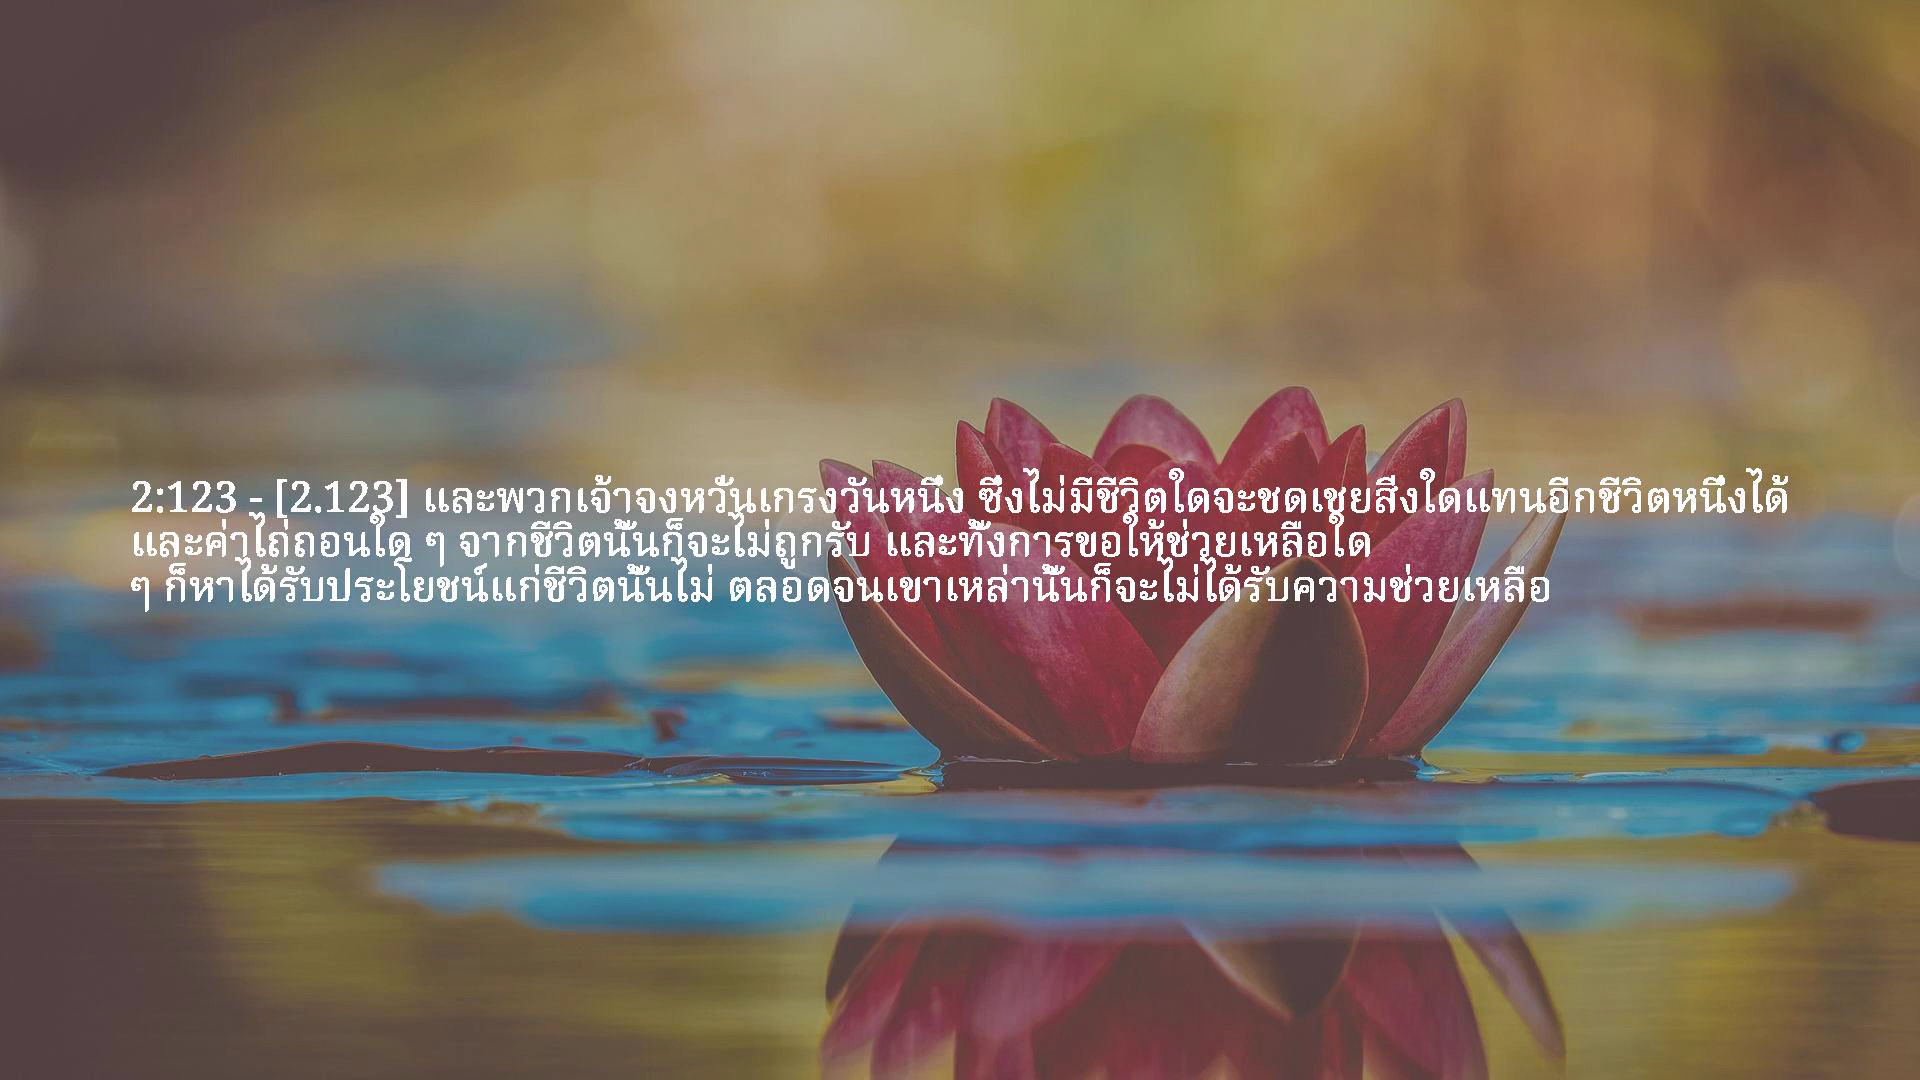 2:123 - [2.123] และพวกเจ้าจงหวั่นเกรงวันหนึ่ง ซึ่งไม่มีชีวิตใดจะชดเชยสิ่งใดแทนอีกชีวิตหนึ่งได้
และค่าไถ่ถอนใด ๆ จากชีวิตนั้นก็จะไม่ถูกรับ และทั้งการขอให้ช่วยเหลือใด
ๆ ก็หาได้รับประโยชน์แก่ชีวิตนั้นไม่ ตลอดจนเขาเหล่านั้นก็จะไม่ได้รับความช่วยเหลือ